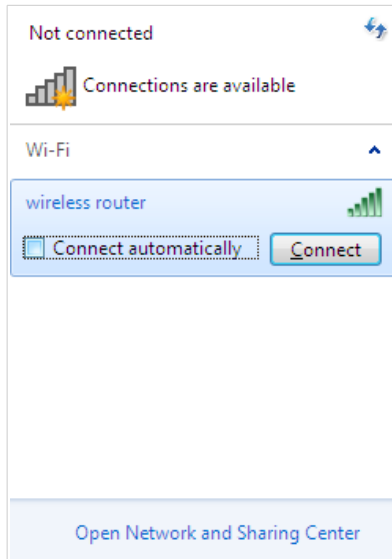 Not connected
Connections are available
Wi-Fi
wireless router
Connect automatically
Connect
Open Network and Sharing Center